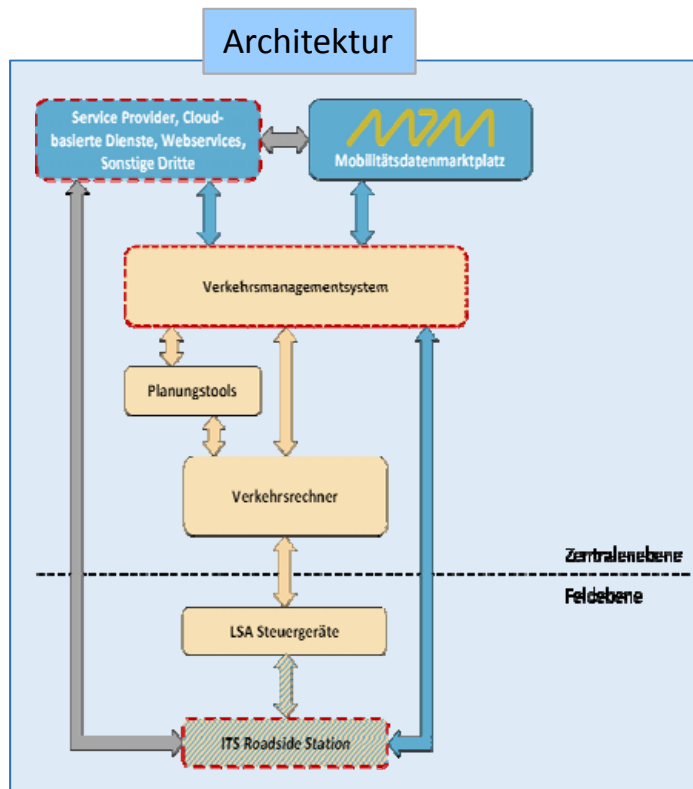 Architektur
Service Provider, Cloud-
basierte Dienste, Webservices,
Sonstige Dritte
MDM
Mobilitätsdatenmarktplatz
Verkehrsmanagementsystem
Planungstools
Verkehrsrechner
Zentralenebene
Feldebene
LSA Steuergeräte
ITS Roadside Station